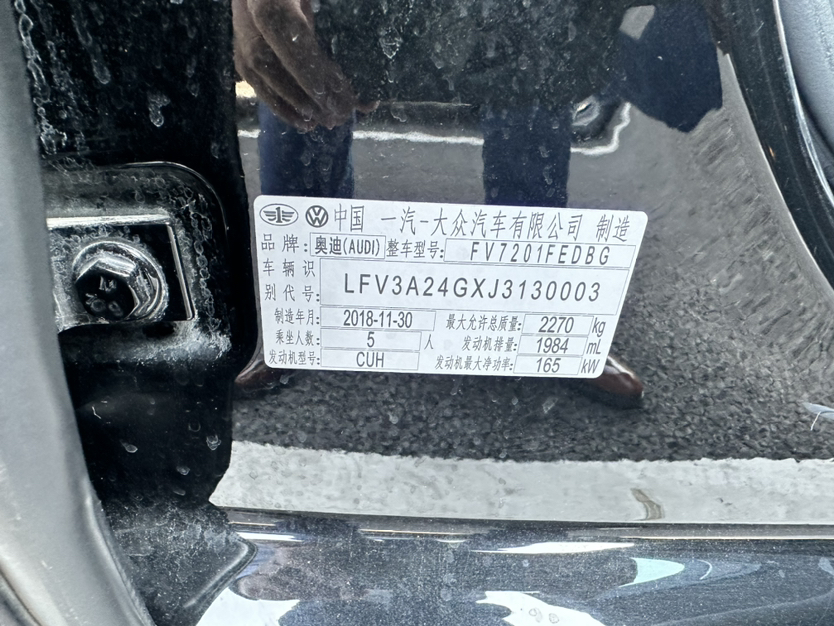 中国 一汽-大众汽车有限公司 制造
品牌: 奥迪(AUDI) 整车型号: FV7201FEDBG
车辆识别代号: LFV3A24GXJ3130003
制造年月: 2018-11-30 最大允许总质量: 2270 kg
乘坐人数: 5 人 发动机排量: 1984 mL
发动机型号: CUH 发动机最大净功率: 165 kW